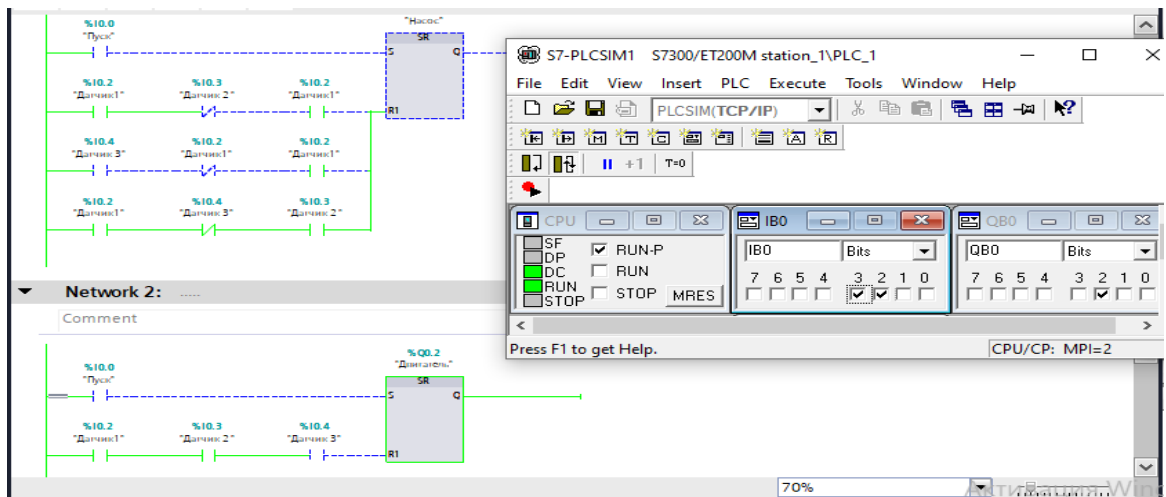 %I0.0
"Пуск"
"Насос"
SR
S Q
%I0.2 %I0.3 %I0.2
"Датчик1" "Датчик 2" "Датчик1"
R1
%I0.4 %I0.2 %I0.2
"Датчик 3" "Датчик1" "Датчик1"
%I0.2 %I0.4 %I0.3
"Датчик1" "Датчик 3" "Датчик 2"
Network 2: .....
Comment
%I0.0
"Пуск"
%Q0.2
"Двигатель"
SR
S Q
%I0.2 %I0.3 %I0.4
"Датчик1" "Датчик 2" "Датчик 3"
R1
70%
S7-PLCSIM1 S7300/ET200M station_1\PLC_1
File Edit View Insert PLC Execute Tools Window Help
PLCSIM(TCP/IP)
+1 T=0
CPU
SF
DP
DC
RUN
STOP
RUN-P
RUN
STOP MRES
IB0
IB0 Bits
7 6 5 4 3 2 1 0
QB0
QB0 Bits
7 6 5 4 3 2 1 0
Press F1 to get Help. CPU/CP: MPI=2